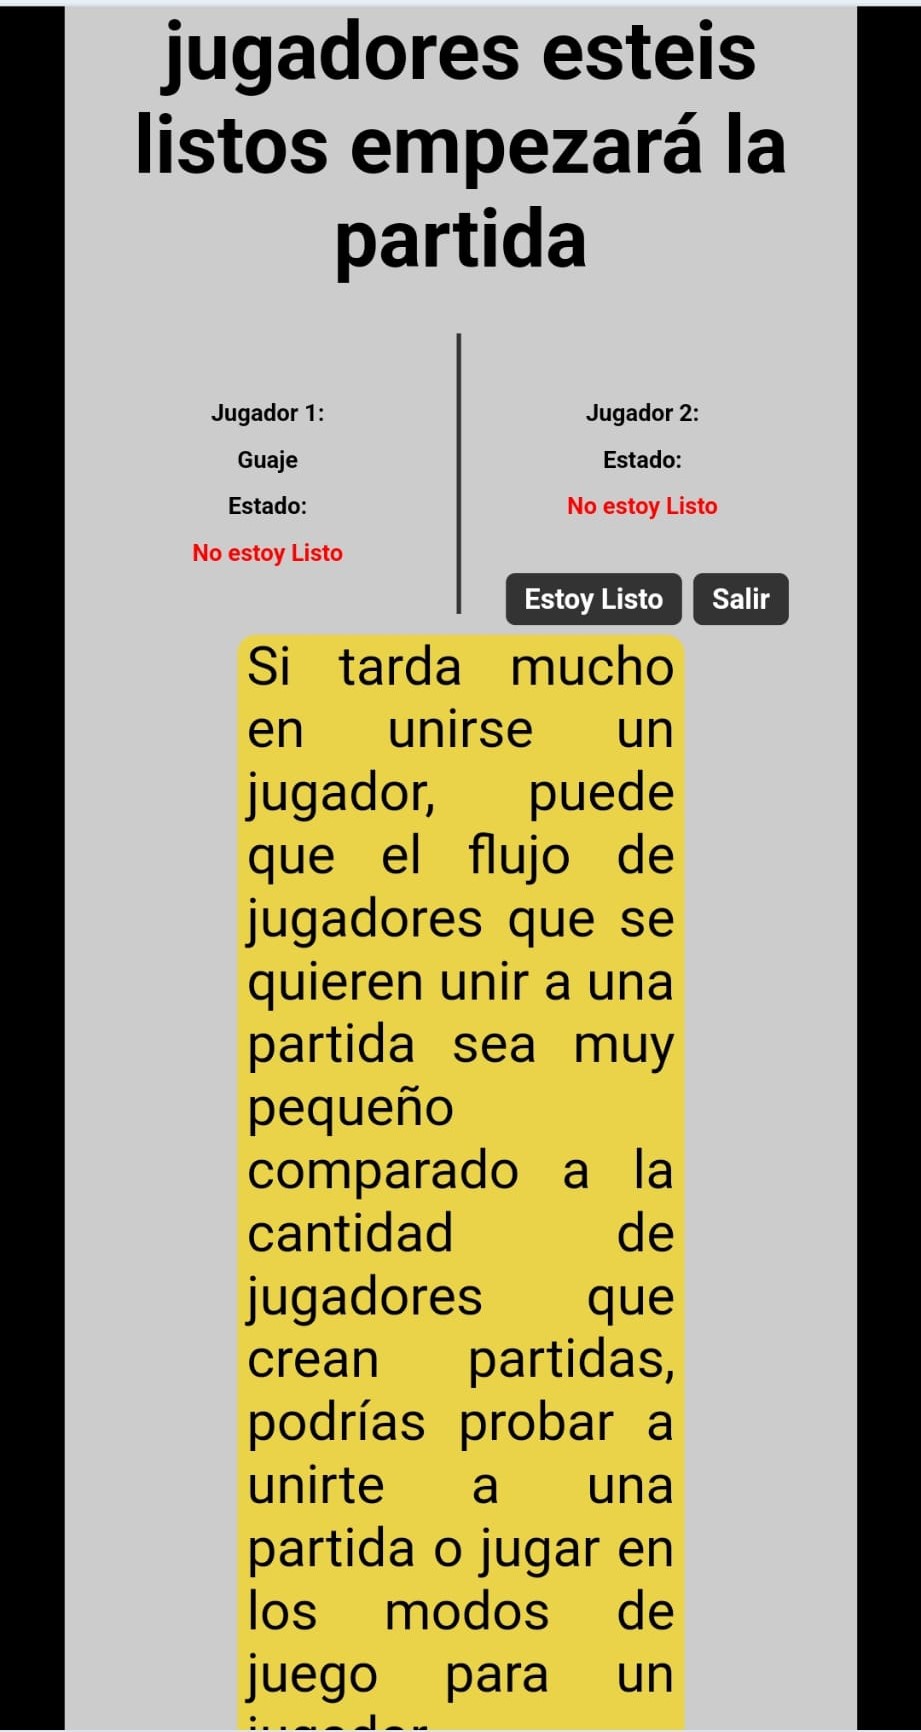 jugadores esteis
listos empezará la
partida
Jugador 1:
Guaje
Estado:
No estoy Listo
Jugador 2:
Estado:
No estoy Listo
Estoy Listo
Salir
Si tarda mucho
en unirse un
jugador, puede
que el flujo de
jugadores que se
quieren unir a una
partida sea muy
pequeño
comparado a la
cantidad de
jugadores que
crean partidas,
podrías probar a
unirte a una
partida o jugar en
los modos de
juego para un
jugador